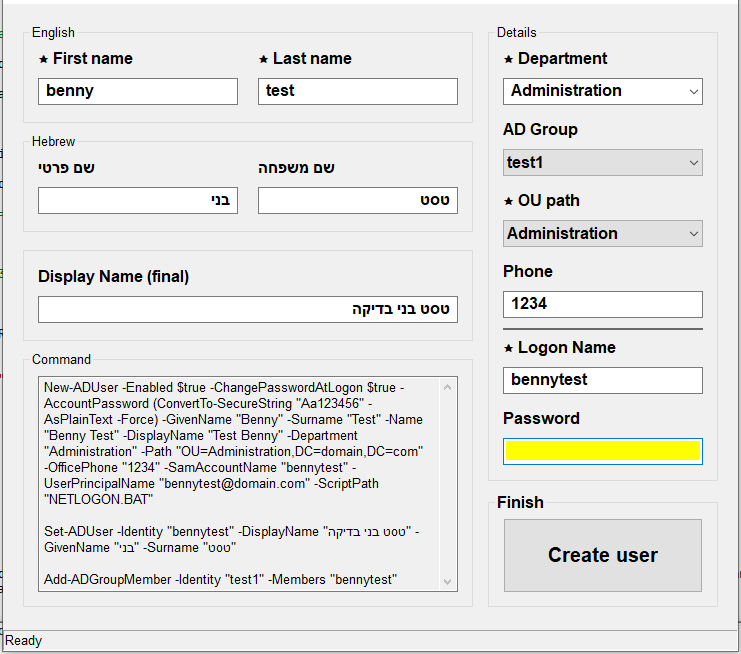 English
★ First name
★ Last name
benny
test
Hebrew
שם פרטי
שם משפחה
בני
טסט
Display Name (final)
טסט בני בדיקה
Command
New-ADUser -Enabled $true -ChangePasswordAtLogon $true -
AccountPassword (ConvertTo-SecureString "Aa123456" -
AsPlainText -Force) -GivenName "Benny" -Surname "Test" -Name
"Benny Test" -DisplayName "Test Benny" -Department
"Administration" -Path "OU=Administration,DC=domain,DC=com"
-OfficePhone "1234" -SamAccountName "bennytest" -
UserPrincipalName "bennytest@domain.com" -ScriptPath
"NETLOGON.BAT"
Set-ADUser -Identity "bennytest" -DisplayName "טסט בני בדיקה" -
GivenName "בני" -Surname "טסט"
Add-ADGroupMember -Identity "test1" -Members "bennytest"
Details
★ Department
Administration
AD Group
test1
★ OU path
Administration
Phone
1234
★ Logon Name
bennytest
Password
Finish
Create user
Ready